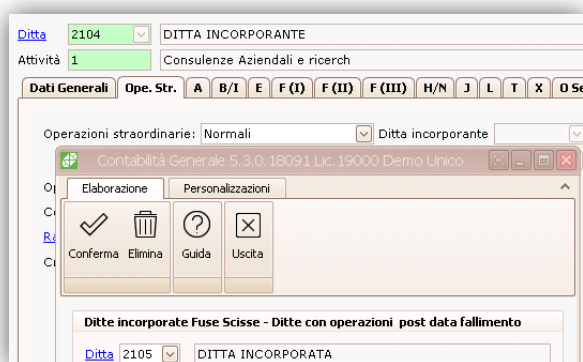 Ditta 2104 DITTA INCORPORANTE
Attività 1 Consulenze Aziendali e ricerch
Dati Generali Ope. Str. A B/I E F (I) F (II) F (III) H/N J L T X O Se
Operazioni straordinarie: Normali Ditta incorporante
Contabilità Generale 5.3.0.18091 Lic.19000 Demo Unico
Elaborazione Personalizzazioni
Conferma Elimina Guida Uscita
Ditte incorporate Fuse Scisse - Ditte con operazioni post data fallimento
Ditta 2105 DITTA INCORPORATA